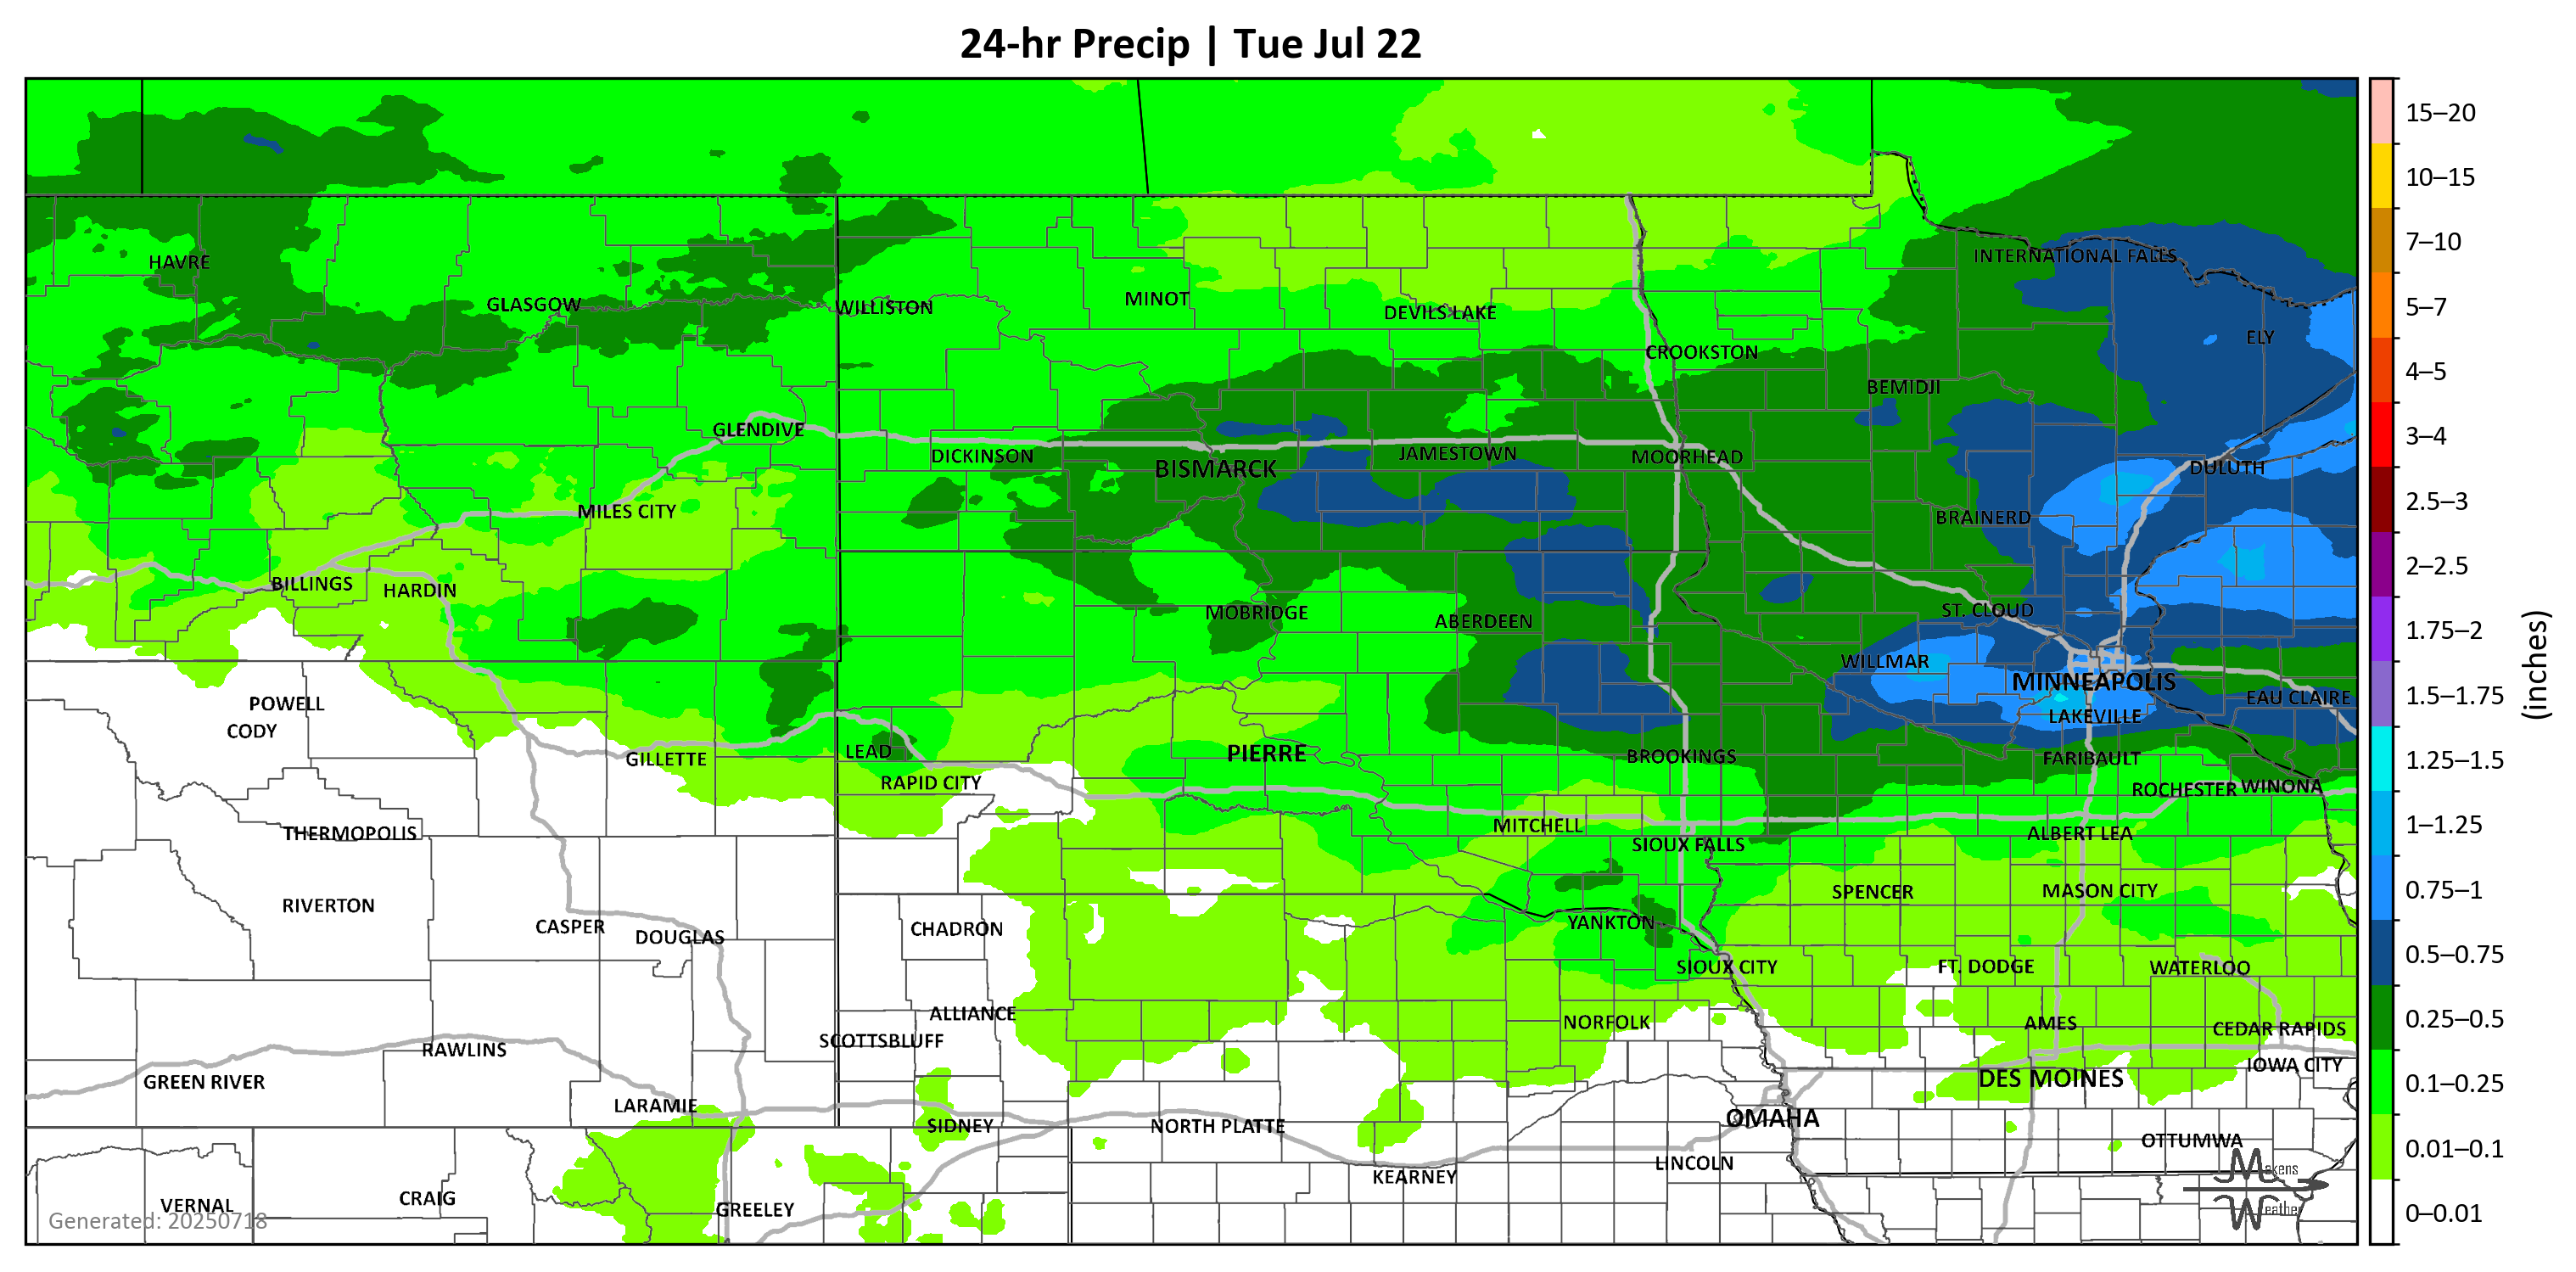 24-hr Precip | Tue Jul 22
15–20
10–15
HAVRE
INTERNATIONAL FALLS
7–10
GLASGOW
WILLISTON
MINOT
DEVILS LAKE
5–7
ELY
CROOKSTON
4–5
BEMIDJI
GLENDIVE
3–4
DICKINSON
BISMARCK
JAMESTOWN
MOORHEAD
DULUTH
2.5–3
MILES CITY
BRAINERD
2–2.5
BILLINGS
HARDIN
MOBRIDGE
ABERDEEN
ST. CLOUD
1.75–2
WILLMAR
(inches)
MINNEAPOLIS
1.5–1.75
POWELL
EAU CLAIRE
CODY
LAKEVILLE
LEAD
PIERRE
BROOKINGS
FARIBAULT
1.25–1.5
GILLETTE
RAPID CITY
ROCHESTER
WINONA
THERMOPOLIS
MITCHELL
ALBERT LEA
1–1.25
SIOUX FALLS
SPENCER
MASON CITY
0.75–1
RIVERTON
CASPER
DOUGLAS
CHADRON
YANKTON
0.5–0.75
SIOUX CITY
FT. DODGE
WATERLOO
ALLIANCE
NORFOLK
AMES
CEDAR RAPIDS
0.25–0.5
SCOTTSBLUFF
RAWLINS
IOWA CITY
GREEN RIVER
DES MOINES
0.1–0.25
LARAMIE
SIDNEY
NORTH PLATTE
OMAHA
OTTUMWA
0.01–0.1
LINCOLN
KEARNEY
Makens
Weather
VERNAL
CRAIG
GREELEY
Generated: 20250718
0–0.01